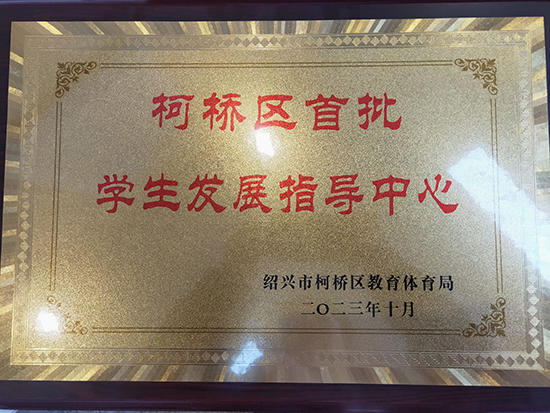 柯桥区首批
学生发展指导中心
绍兴市柯桥区教育体育局
二〇二三年十月